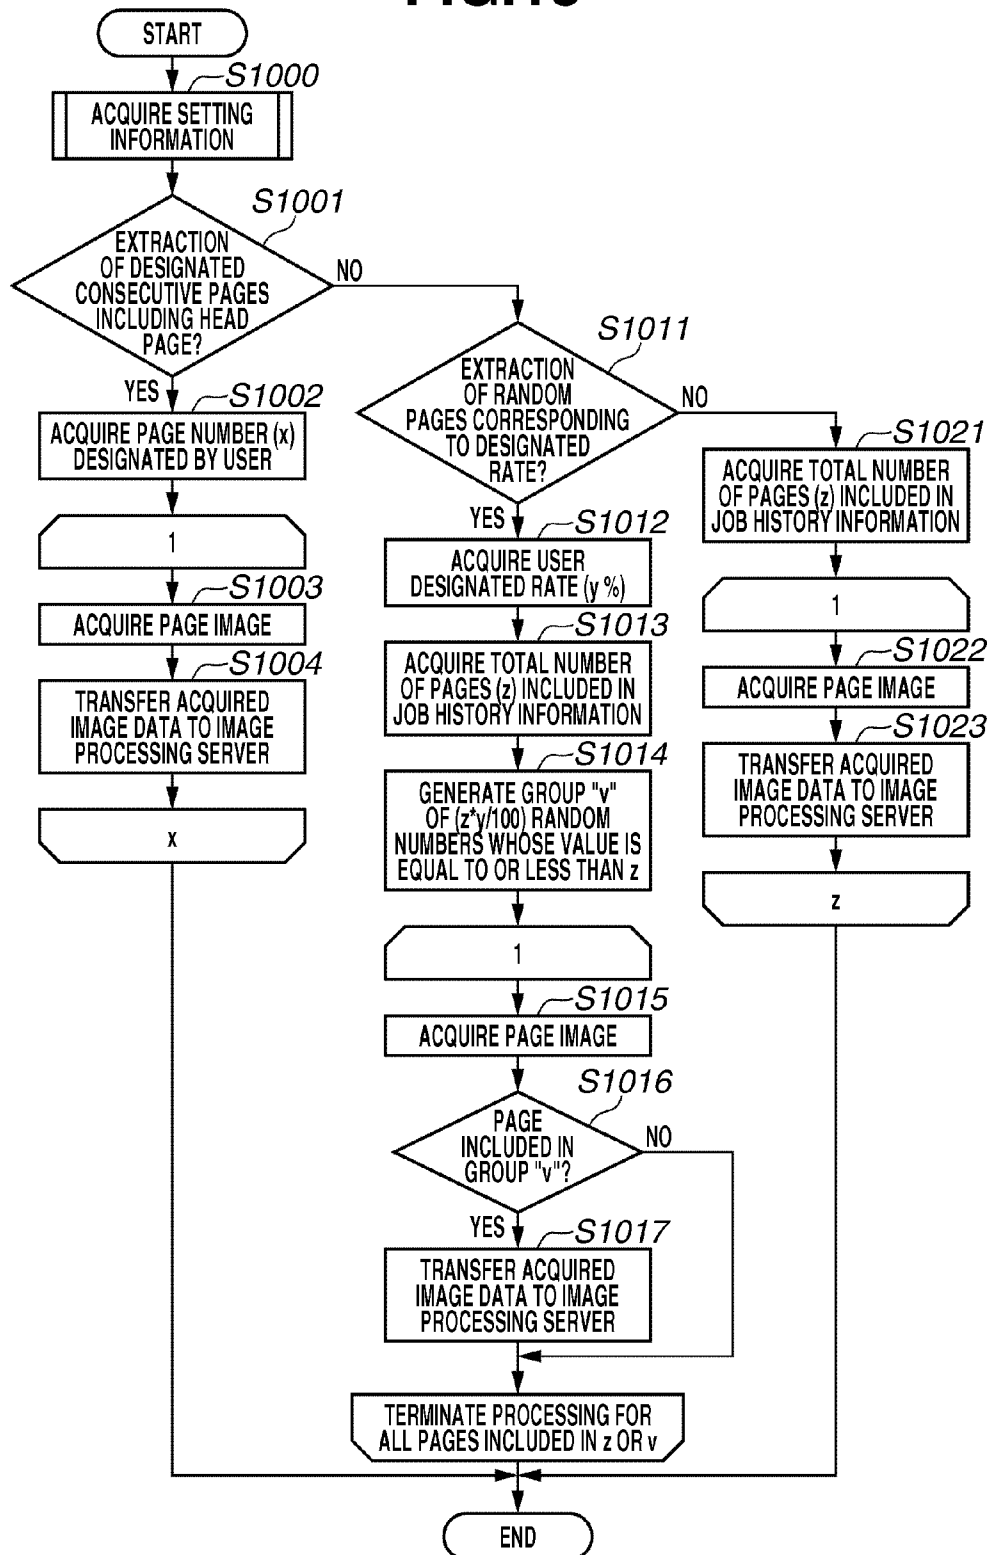 START
S1000
ACQUIRE SETTING
INFORMATION
S1001
EXTRACTION
OF DESIGNATED
CONSECUTIVE PAGES
INCLUDING HEAD
PAGE?
NO
YES
S1002
ACQUIRE PAGE NUMBER (x)
DESIGNATED BY USER
1
S1003
ACQUIRE PAGE IMAGE
S1004
TRANSFER ACQUIRED
IMAGE DATA TO IMAGE
PROCESSING SERVER
x
S1011
EXTRACTION
OF RANDOM
PAGES CORRESPONDING
TO DESIGNATED
RATE?
NO
YES
S1012
ACQUIRE USER
DESIGNATED RATE (y %)
S1013
ACQUIRE TOTAL NUMBER
OF PAGES (z) INCLUDED IN
JOB HISTORY INFORMATION
S1014
GENERATE GROUP "v"
OF (z*y/100) RANDOM
NUMBERS WHOSE VALUE IS
EQUAL TO OR LESS THAN z
1
S1015
ACQUIRE PAGE IMAGE
S1016
PAGE
INCLUDED IN
GROUP "v"?
NO
YES
S1017
TRANSFER ACQUIRED
IMAGE DATA TO IMAGE
PROCESSING SERVER
TERMINATE PROCESSING FOR
ALL PAGES INCLUDED IN z OR v
S1021
ACQUIRE TOTAL NUMBER
OF PAGES (z) INCLUDED IN
JOB HISTORY INFORMATION
1
S1022
ACQUIRE PAGE IMAGE
S1023
TRANSFER ACQUIRED
IMAGE DATA TO IMAGE
PROCESSING SERVER
z
END